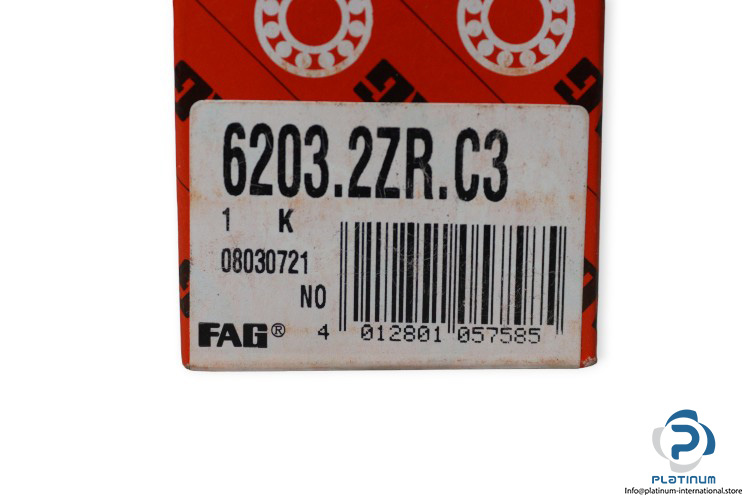 6203.2ZR.C3
1 K
08030721
NO
FAG®
4 012801 057585
PLATINUM
Info@platinum-international.store